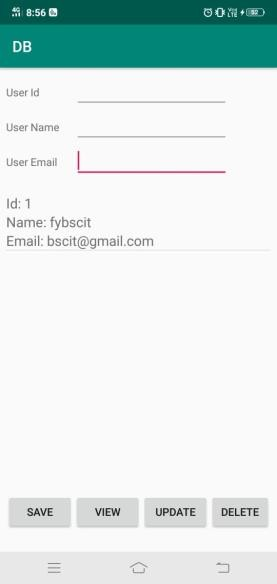 4G 8:56
DB
User Id
User Name
User Email
Id: 1
Name: fybscit
Email: bscit@gmail.com
SAVE VIEW UPDATE DELETE